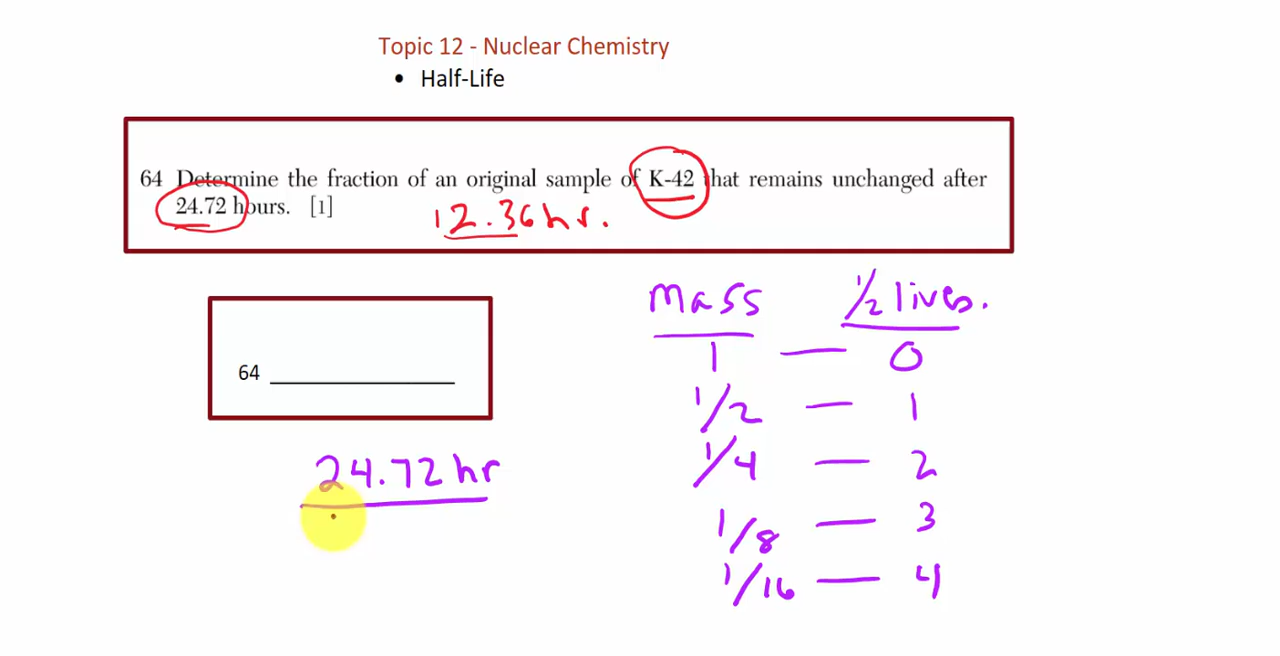 Topic 12 - Nuclear Chemistry
• Half-Life
64 Determine the fraction of an original sample of K-42 that remains unchanged after
24.72 hours. [1]
12.36 hr.
64 ____________________
24.72 hr
Mass 1/2 lives.
1 — 0
1/2 — 1
1/4 — 2
1/8 — 3
1/16 — 4